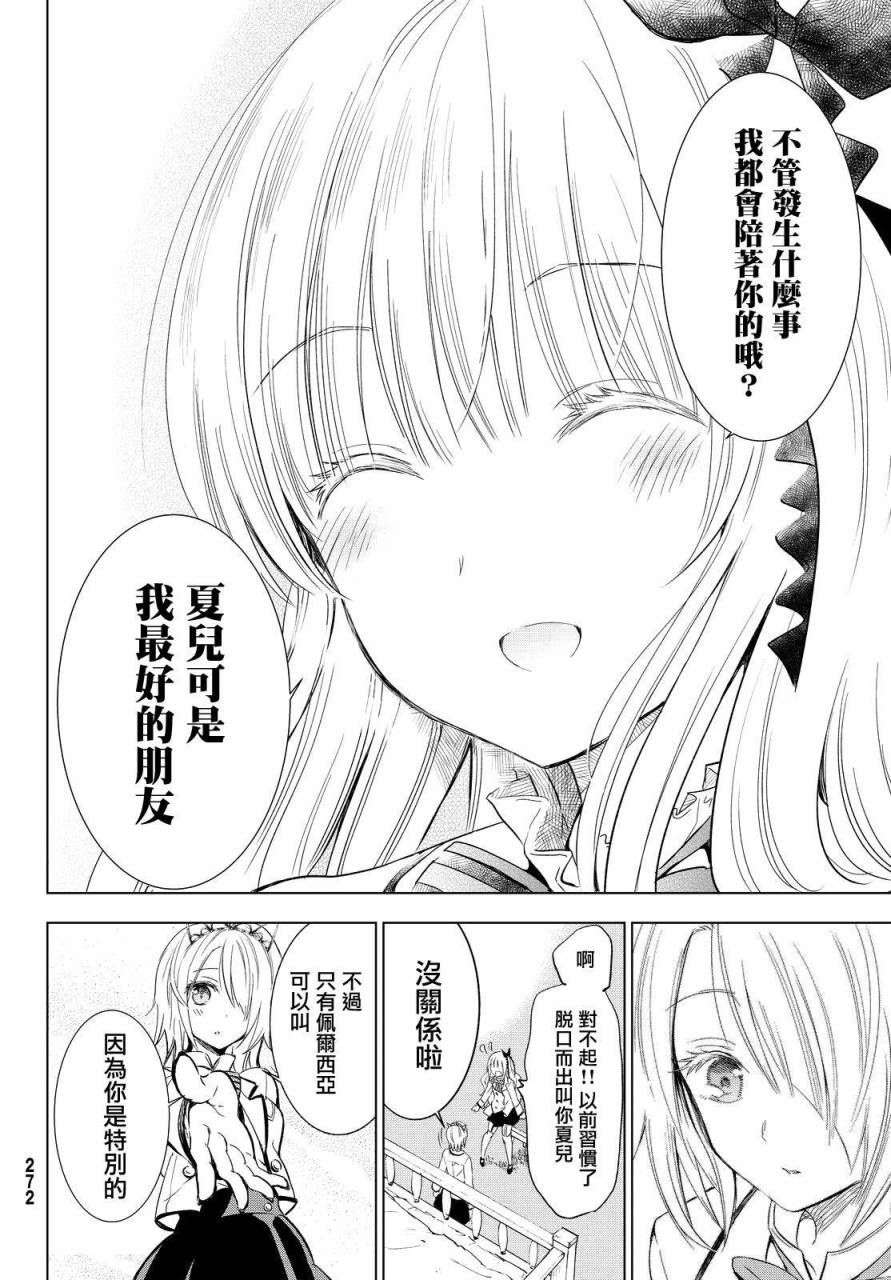 不管發生什麼事
我都會陪著你的哦？
夏兒可是
我最好的朋友
啊
對不起!!以前習慣了
脫口而出叫你夏兒
沒關係啦
不過
只有佩爾西亞
可以叫
因為你是特別的
272